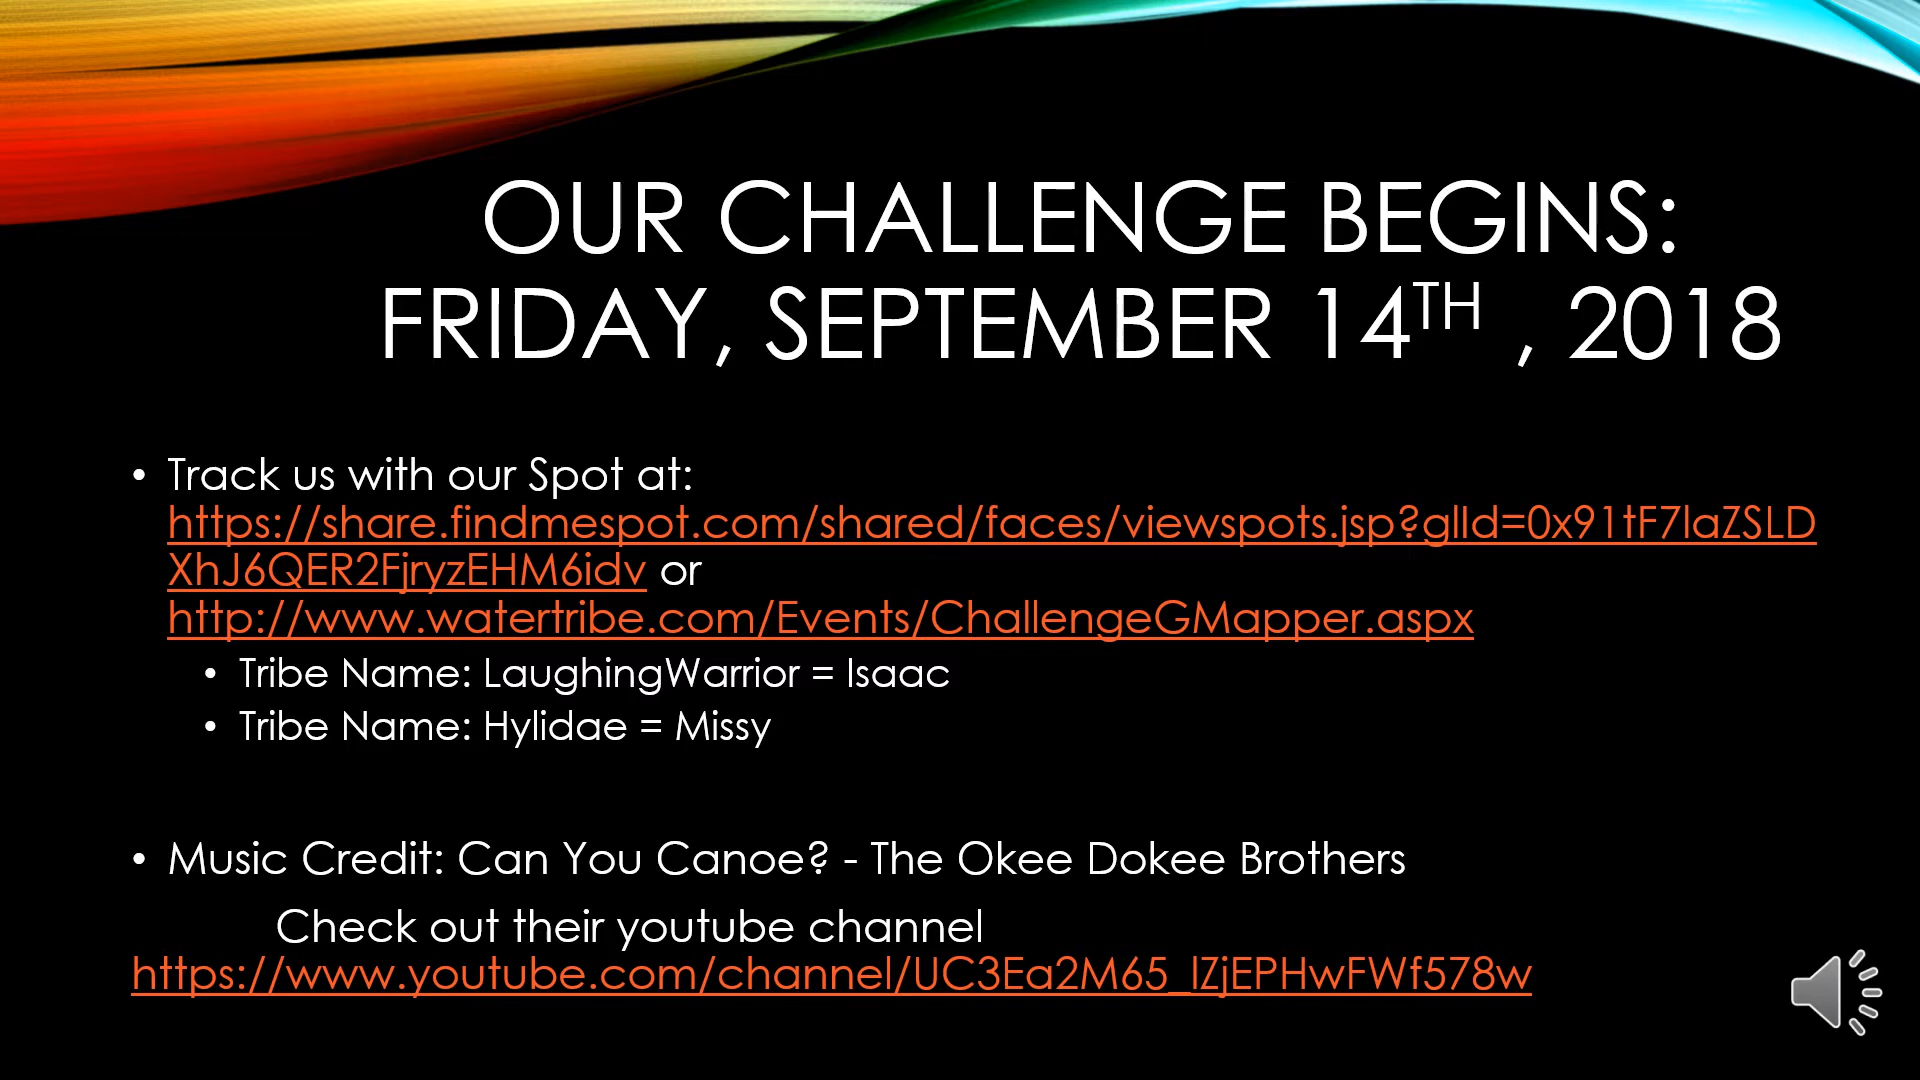 OUR CHALLENGE BEGINS:
FRIDAY, SEPTEMBER 14TH , 2018
• Track us with our Spot at:
https://share.findmespot.com/shared/faces/viewspots.jsp?glId=0x91tF7laZSLD
XhJ6QER2FjryzEHM6idv or
http://www.watertribe.com/Events/ChallengeGMapper.aspx
• Tribe Name: LaughingWarrior = Isaac
• Tribe Name: Hylidae = Missy
• Music Credit: Can You Canoe? - The Okee Dokee Brothers
Check out their youtube channel
https://www.youtube.com/channel/UC3Ea2M65_lZjEPHwFWf578w